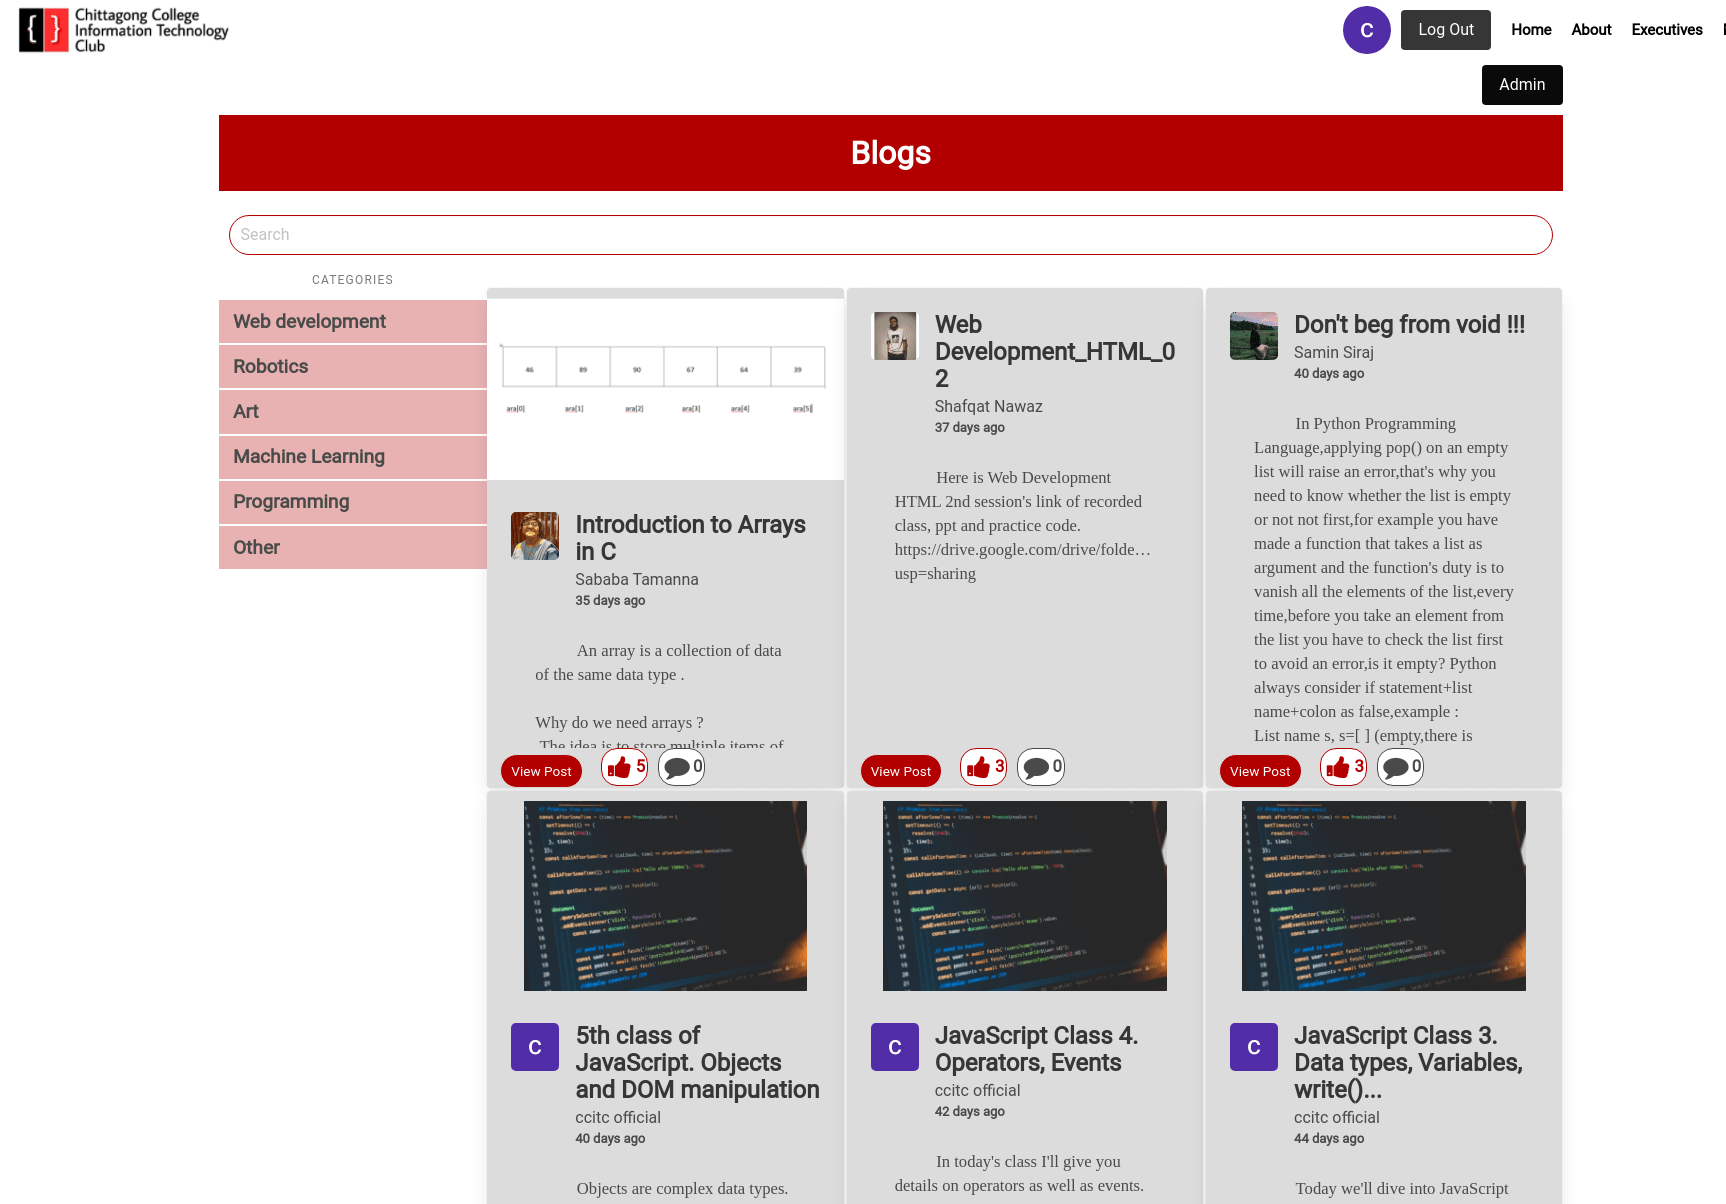 Chittagong College
Information Technology
Club
C
Log Out
Home
About
Executives
Admin
Blogs
Search
CATEGORIES
Web development
Robotics
Art
Machine Learning
Programming
Other
46 89 90 67 64 39
ara[0] ara[1] ara[2] ara[3] ara[4] ara[5]
Introduction to Arrays
in C
Sababa Tamanna
35 days ago
An array is a collection of data
of the same data type .
Why do we need arrays ?
The idea is to store multiple items of
View Post
5
0
Web
Development_HTML_0
2
Shafqat Nawaz
37 days ago
Here is Web Development
HTML 2nd session's link of recorded
class, ppt and practice code.
https://drive.google.com/drive/folde…
usp=sharing
View Post
3
0
Don't beg from void !!!
Samin Siraj
40 days ago
In Python Programming
Language,applying pop() on an empty
list will raise an error,that's why you
need to know whether the list is empty
or not not first,for example you have
made a function that takes a list as
argument and the function's duty is to
vanish all the elements of the list,every
time,before you take an element from
the list you have to check the list first
to avoid an error,is it empty? Python
always consider if statement+list
name+colon as false,example :
List name s, s=[ ] (empty,there is
View Post
3
0
C
5th class of
JavaScript. Objects
and DOM manipulation
ccitc official
40 days ago
Objects are complex data types.
C
JavaScript Class 4.
Operators, Events
ccitc official
42 days ago
In today's class I'll give you
details on operators as well as events.
C
JavaScript Class 3.
Data types, Variables,
write()...
ccitc official
44 days ago
Today we'll dive into JavaScript